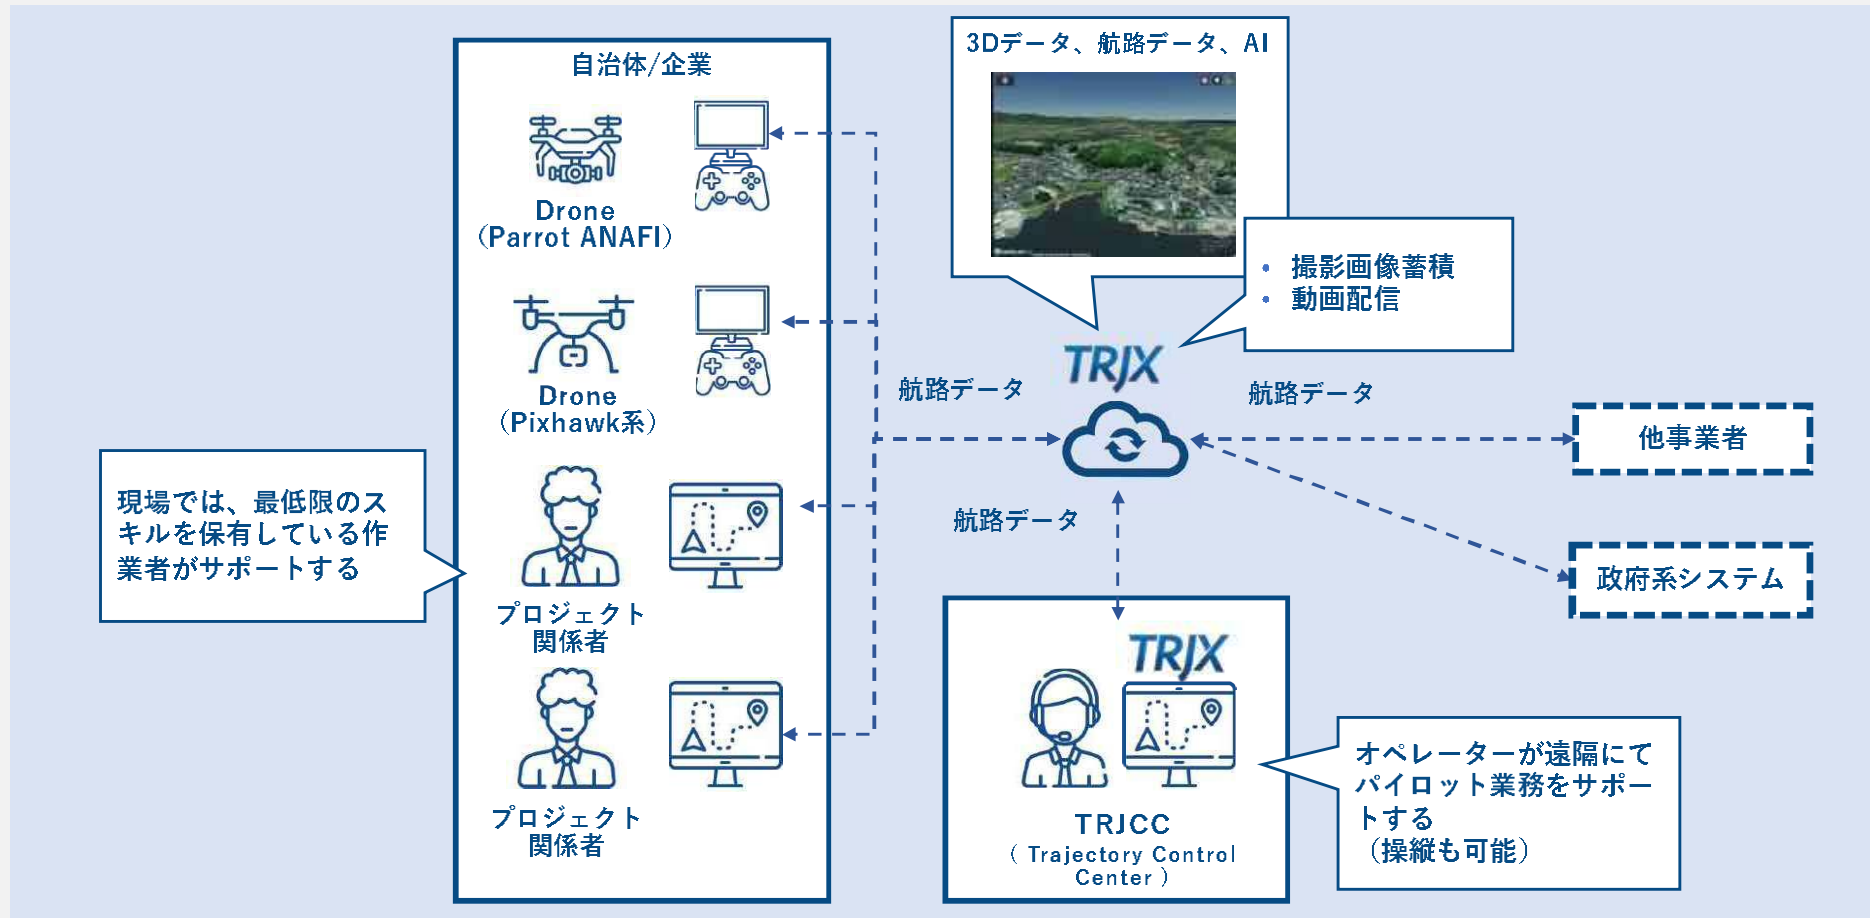 自治体/企業
Drone
（Parrot ANAFI）
Drone
（Pixhawk系）
プロジェクト
関係者
プロジェクト
関係者
現場では、最低限のス
キルを保有している作
業者がサポートする
3Dデータ、航路データ、AI
• 撮影画像蓄積
• 動画配信
TRJX
航路データ
航路データ
航路データ
他事業者
政府系システム
TRJX
TRJCC
（ Trajectory Control
Center ）
オペレーターが遠隔にて
パイロット業務をサポー
トする
（操縦も可能）